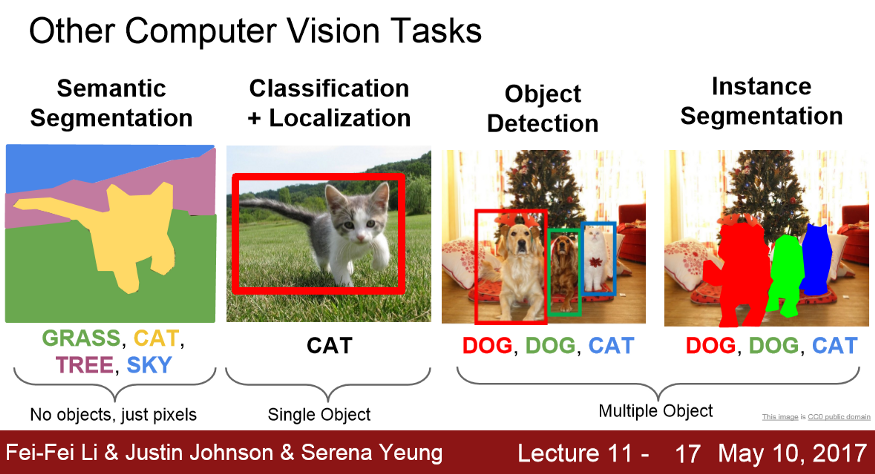 Other Computer Vision Tasks
Semantic
Segmentation
Classification
+ Localization
Object
Detection
Instance
Segmentation
GRASS, CAT,
TREE, SKY
CAT
DOG, DOG, CAT
DOG, DOG, CAT
No objects, just pixels
Single Object
Multiple Object
This image is CC0 public domain
Fei-Fei Li & Justin Johnson & Serena Yeung
Lecture 11 - 17 May 10, 2017